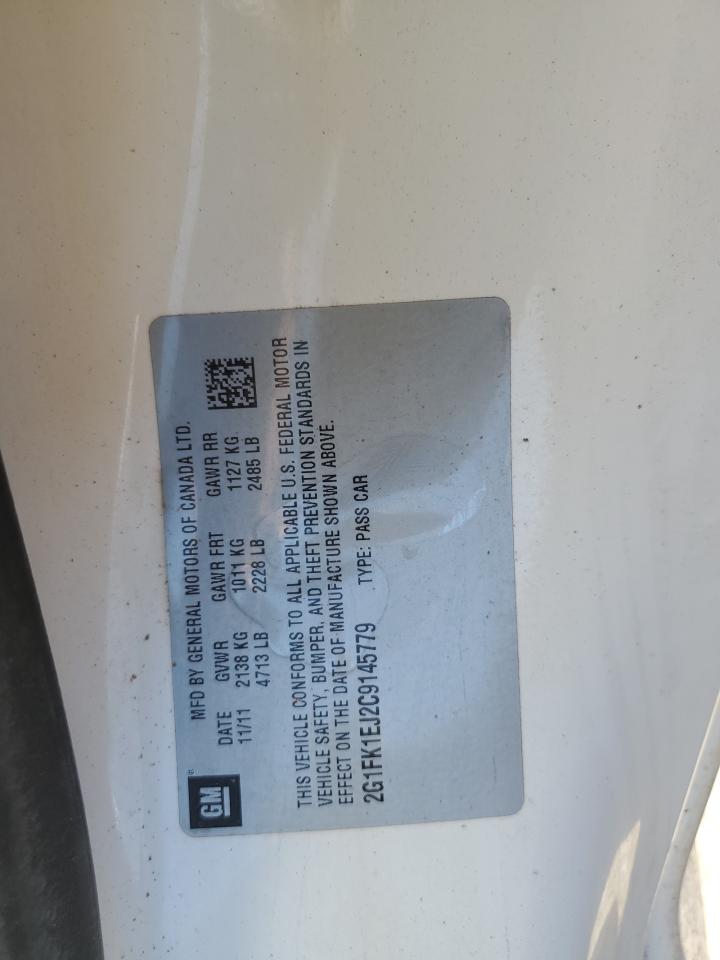 GM®
MFD BY GENERAL MOTORS OF CANADA LTD.
DATE GVWR GAWR FRT GAWR RR
11/11 2138 KG 1011 KG 1127 KG
4713 LB 2228 LB 2485 LB
THIS VEHICLE CONFORMS TO ALL APPLICABLE U.S. FEDERAL MOTOR
VEHICLE SAFETY, BUMPER, AND THEFT PREVENTION STANDARDS IN
EFFECT ON THE DATE OF MANUFACTURE SHOWN ABOVE.
2G1FK1EJ2C9145779 TYPE: PASS CAR